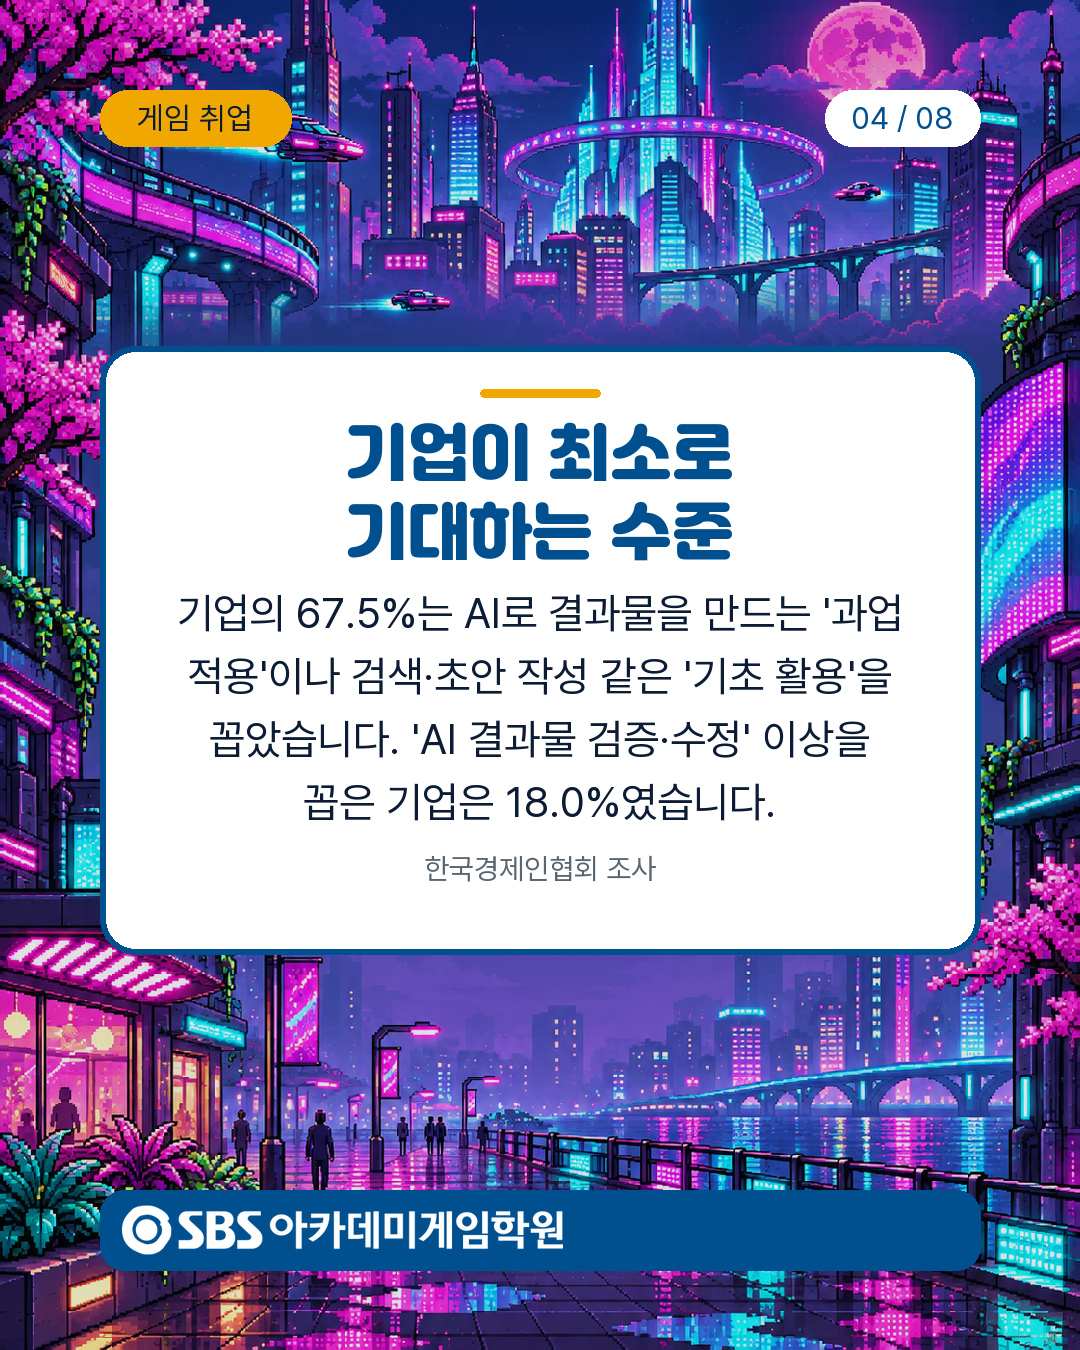 게임 취업
04 / 08
기업이 최소로
기대하는 수준
기업의 67.5%는 AI로 결과물을 만드는 '과업
적용'이나 검색·초안 작성 같은 '기초 활용'을
꼽았습니다. 'AI 결과물 검증·수정' 이상을
꼽은 기업은 18.0%였습니다.
한국경제인협회 조사
SBS 아카데미게임학원